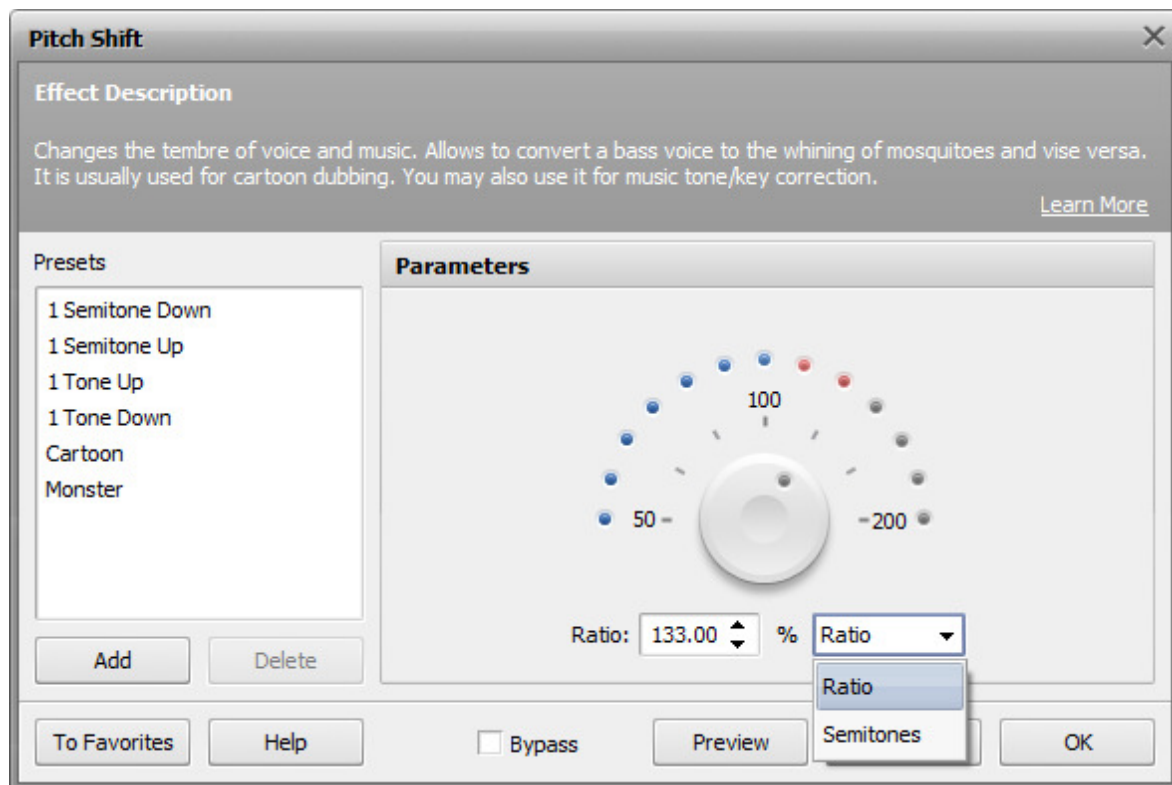 Pitch Shift
Effect Description
Changes the tembre of voice and music. Allows to convert a bass voice to the whining of mosquitoes and vise versa.
It is usually used for cartoon dubbing. You may also use it for music tone/key correction.
Learn More
Presets
1 Semitone Down
1 Semitone Up
1 Tone Up
1 Tone Down
Cartoon
Monster
Add
Delete
Parameters
100
50
200
Ratio: 133.00 % Ratio
Ratio
Semitones
To Favorites
Help
Bypass
Preview
OK